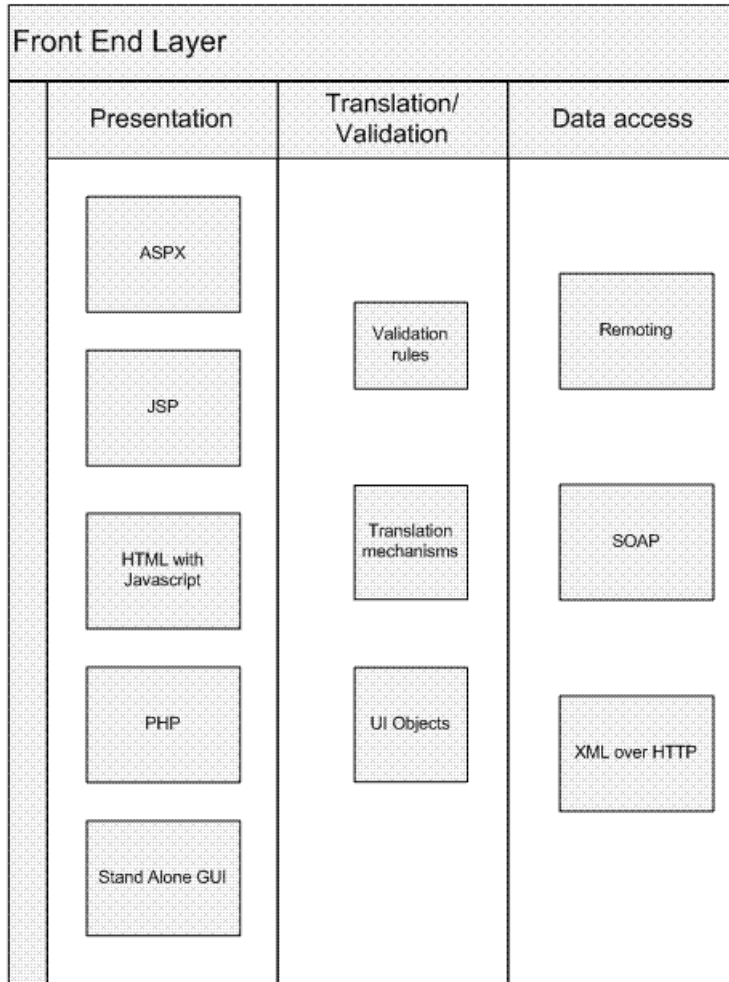 Front End Layer
Presentation
Translation/
Validation
Data access
ASPX
JSP
HTML with
Javascript
PHP
Stand Alone GUI
Validation
rules
Translation
mechanisms
UI Objects
Remoting
SOAP
XML over HTTP